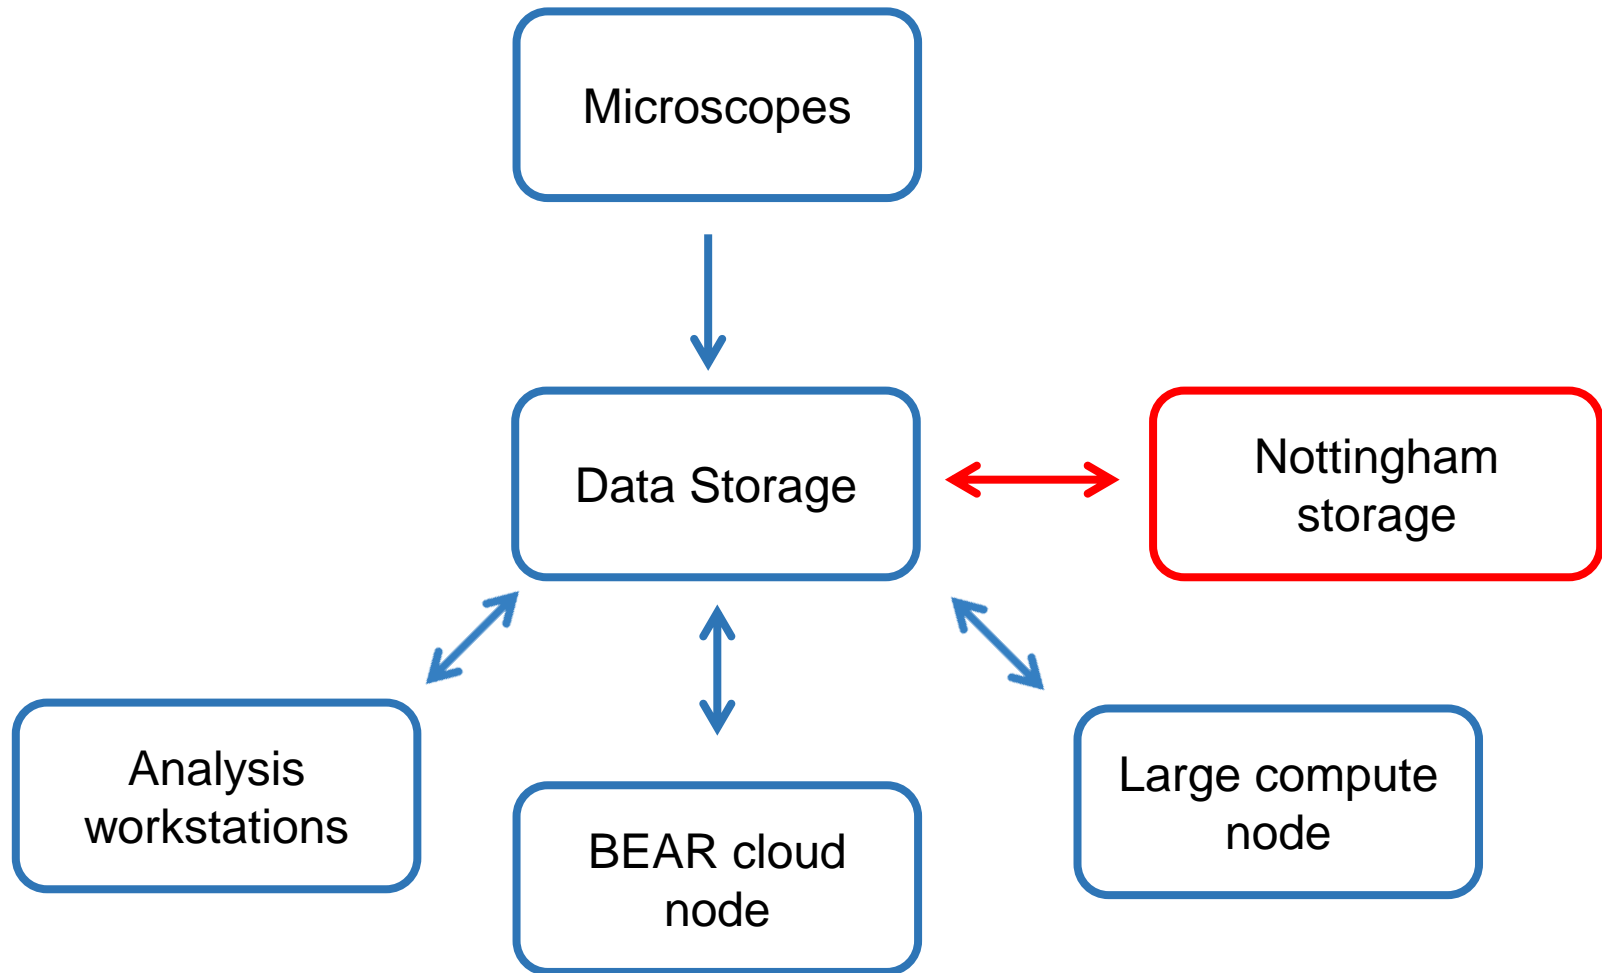 Microscopes
Data Storage
Nottingham
storage
Analysis
workstations
BEAR cloud
node
Large compute
node